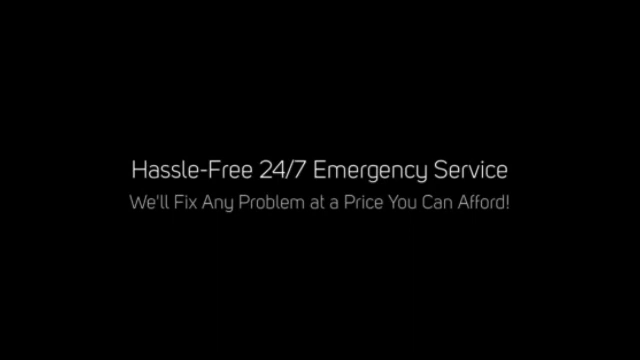 Hassle-Free 24/7 Emergency Service
We'll Fix Any Problem at a Price You Can Afford!